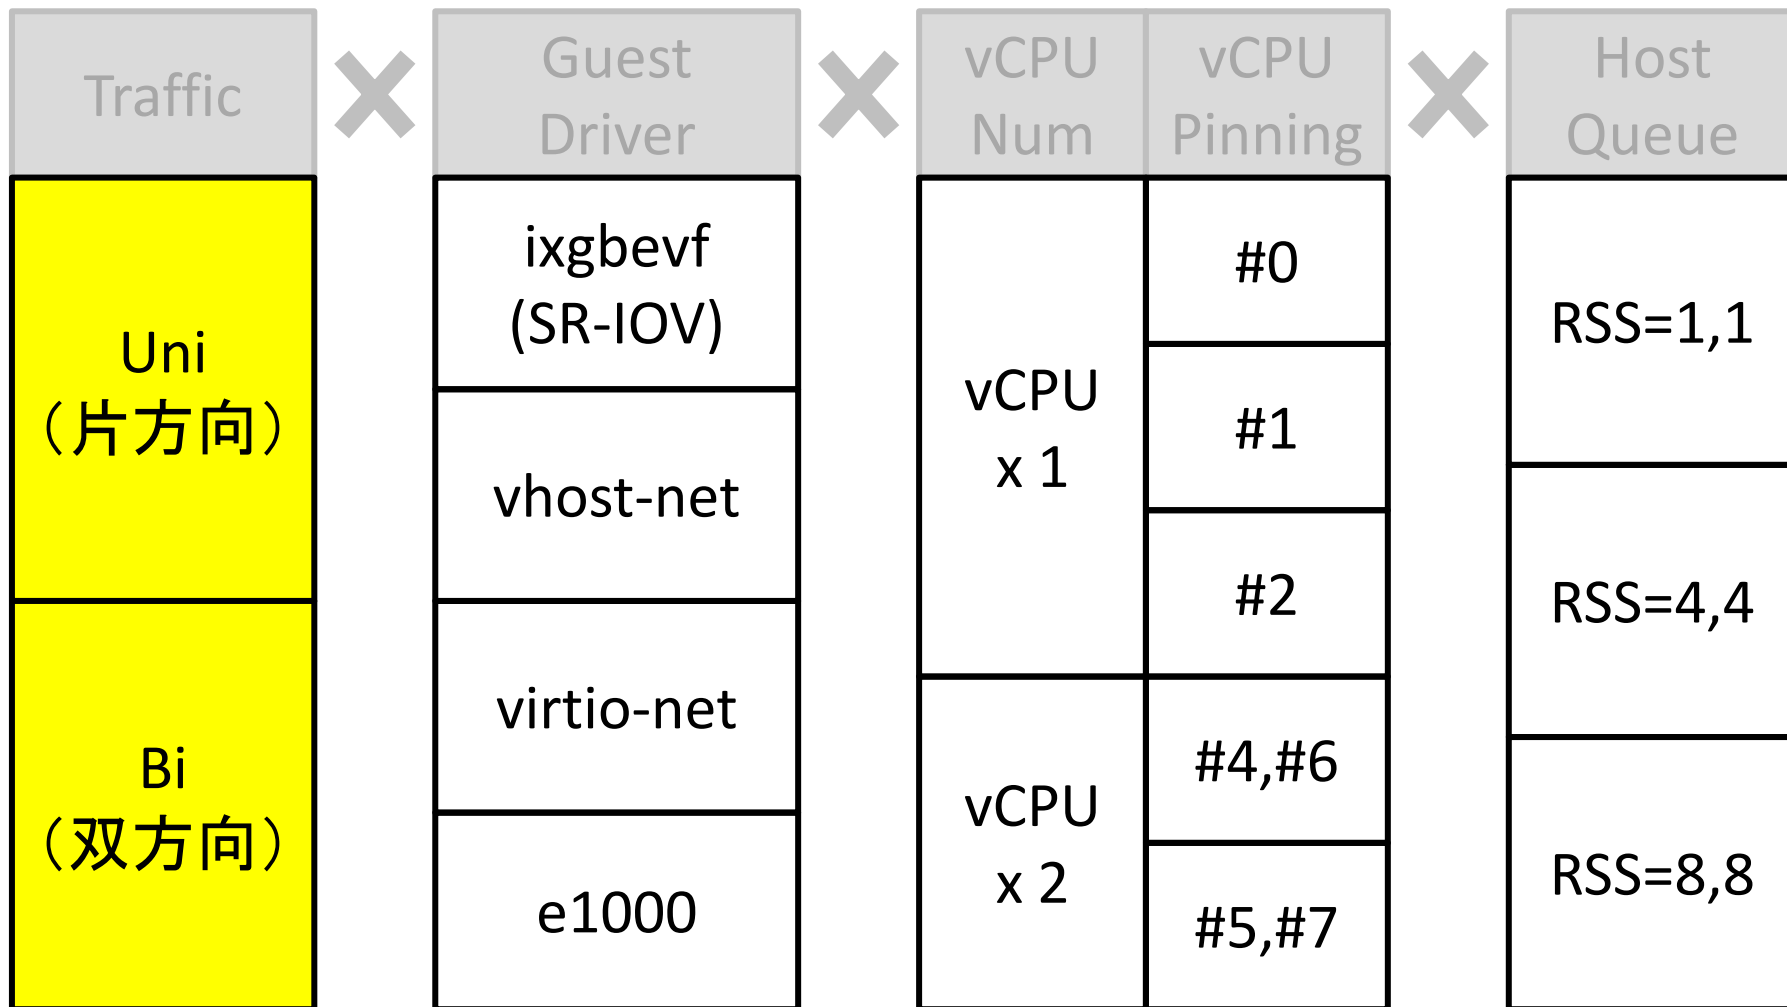 Traffic
Guest
Driver
vCPU
Num
vCPU
Pinning
Host
Queue
Uni
（片方向）
Bi
（双方向）
ixgbevf
(SR-IOV)
vhost-net
virtio-net
e1000
vCPU
x 1
#0
#1
#2
vCPU
x 2
#4,#6
#5,#7
RSS=1,1
RSS=4,4
RSS=8,8